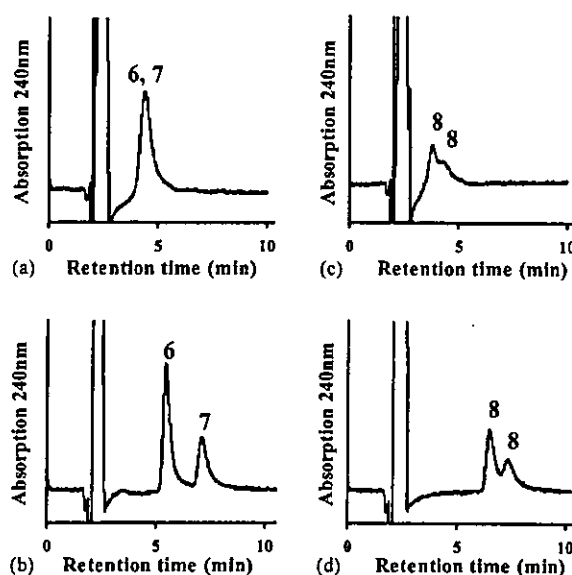 Absorption 240nm
6, 7
0 5 10
(a) Retention time (min)
Absorption 240nm
8
8
0 5 10
(c) Retention time (min)
Absorption 240nm
6
7
0 5 10
(b) Retention time (min)
Absorption 240nm
8
8
0 5 10
(d) Retention time (min)